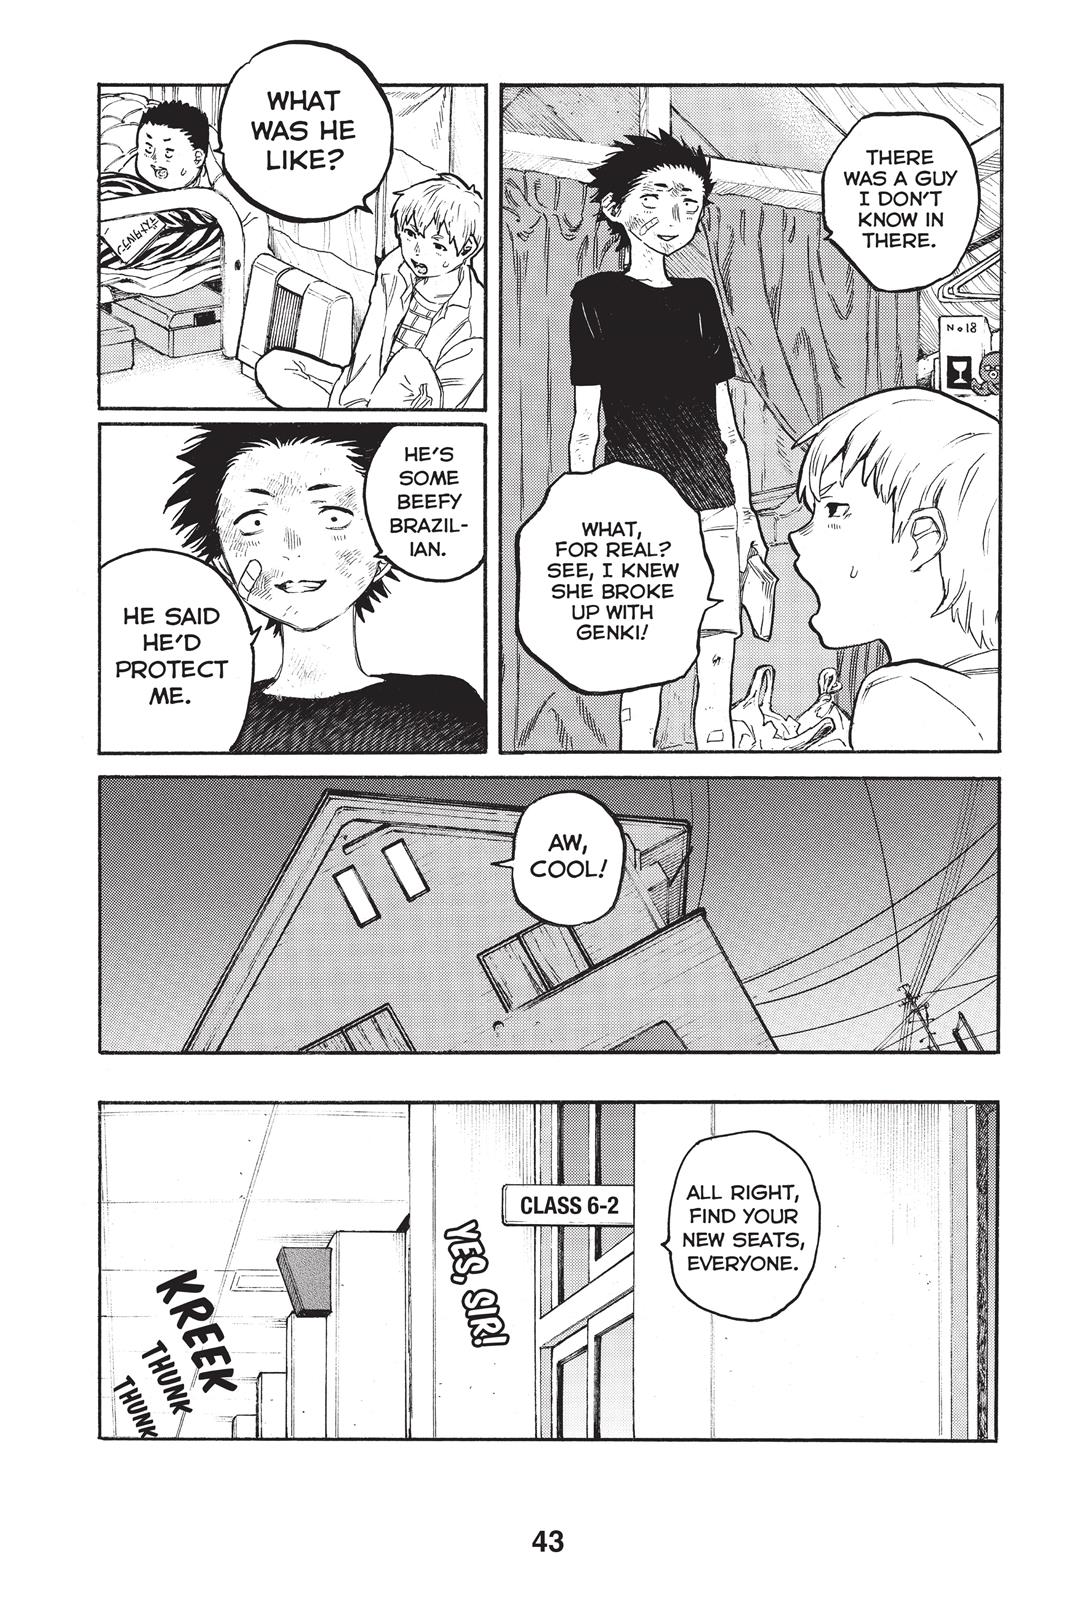 THERE
WAS A GUY
I DON'T
KNOW IN
THERE.
No 18
WHAT,
FOR REAL?
SEE, I KNEW
SHE BROKE
UP WITH
GENKI!
WHAT
WAS HE
LIKE?
HE'S
SOME
BEEFY
BRAZIL-
IAN.
HE SAID
HE'D
PROTECT
ME.
AW,
COOL!
ALL RIGHT,
FIND YOUR
NEW SEATS,
EVERYONE.
CLASS 6-2
YES, SIR!
KREEK
THUNK
THUNK
43